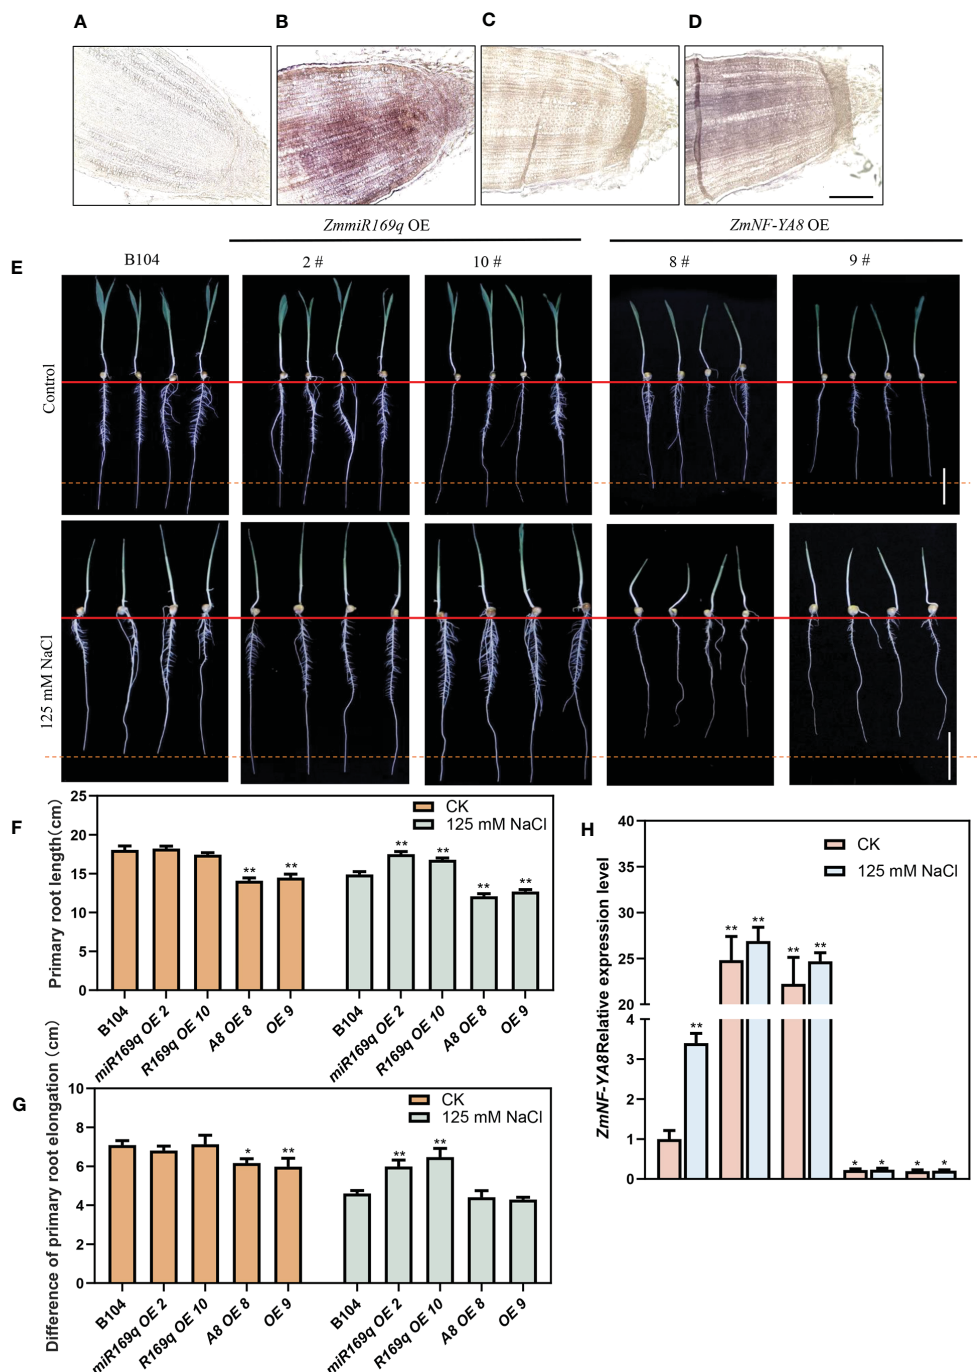 A
B
C
D
ZmmiR169q OE
ZmNF-YA8 OE
E
B104
2 #
10 #
8 #
9 #
Control
125 mM NaCl
F
Primary root length(cm)
25
20
15
10
5
0
CK
125 mM NaCl
** ** ** ** ** **
B104
miR169q OE 2
R169q OE 10
A8 OE 8
OE 9
B104
miR169q OE 2
R169q OE 10
A8 OE 8
OE 9
G
Difference of primary root elongation (cm)
10
8
6
4
2
0
CK
125 mM NaCl
* ** ** **
B104
miR169q OE 2
R169q OE 10
A8 OE 8
OE 9
B104
miR169q OE 2
R169q OE 10
A8 OE 8
OE 9
H
ZmNF-YA8 Relative expression level
40
35
30
25
20
4
3
2
1
0
CK
125 mM NaCl
** ** ** ** ** * * * *